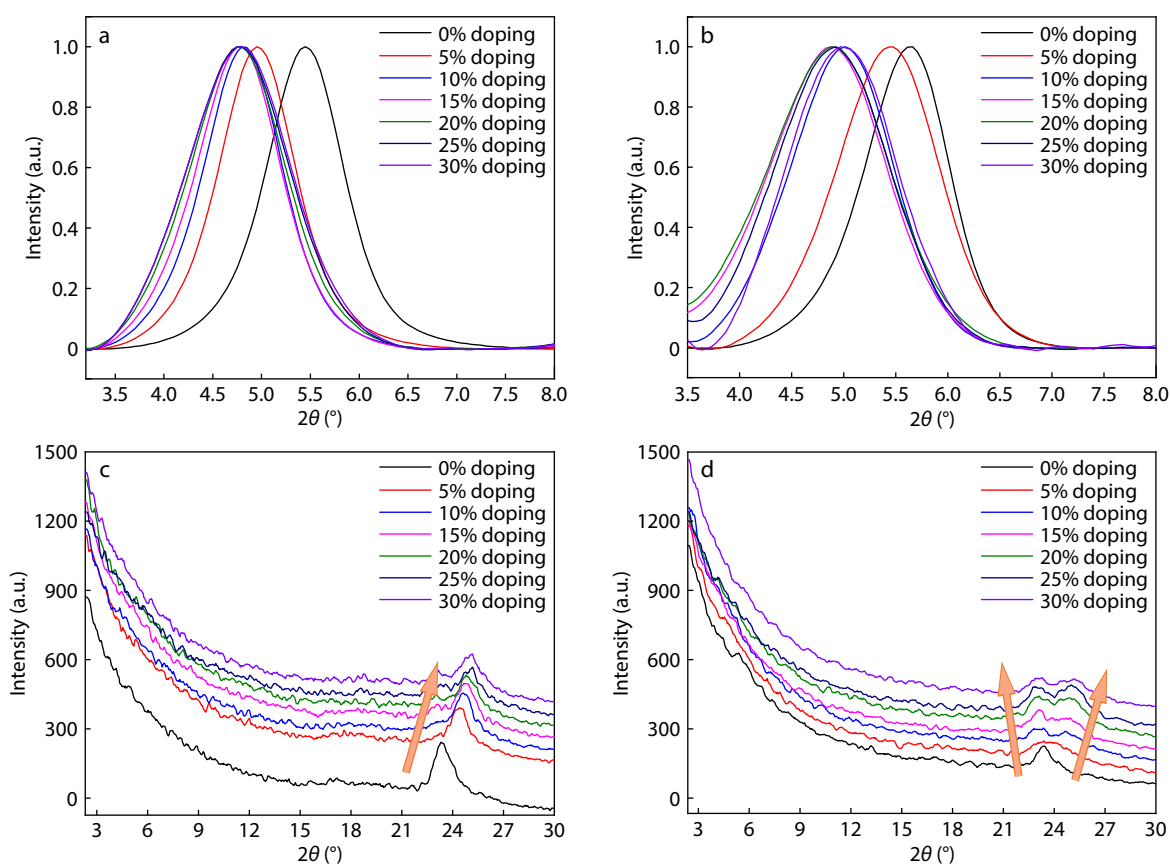 a
0% doping
5% doping
10% doping
15% doping
20% doping
25% doping
30% doping
1.0
0.8
0.6
0.4
0.2
0
Intensity (a.u.)
3.5 4.0 4.5 5.0 5.5 6.0 6.5 7.0 7.5 8.0
2θ (°)
b
0% doping
5% doping
10% doping
15% doping
20% doping
25% doping
30% doping
1.0
0.8
0.6
0.4
0.2
0
Intensity (a.u.)
3.5 4.0 4.5 5.0 5.5 6.0 6.5 7.0 7.5 8.0
2θ (°)
c
0% doping
5% doping
10% doping
15% doping
20% doping
25% doping
30% doping
1500
1200
900
600
300
0
Intensity (a.u.)
3 6 9 12 15 18 21 24 27 30
2θ (°)
d
0% doping
5% doping
10% doping
15% doping
20% doping
25% doping
30% doping
1500
1200
900
600
300
0
Intensity (a.u.)
3 6 9 12 15 18 21 24 27 30
2θ (°)